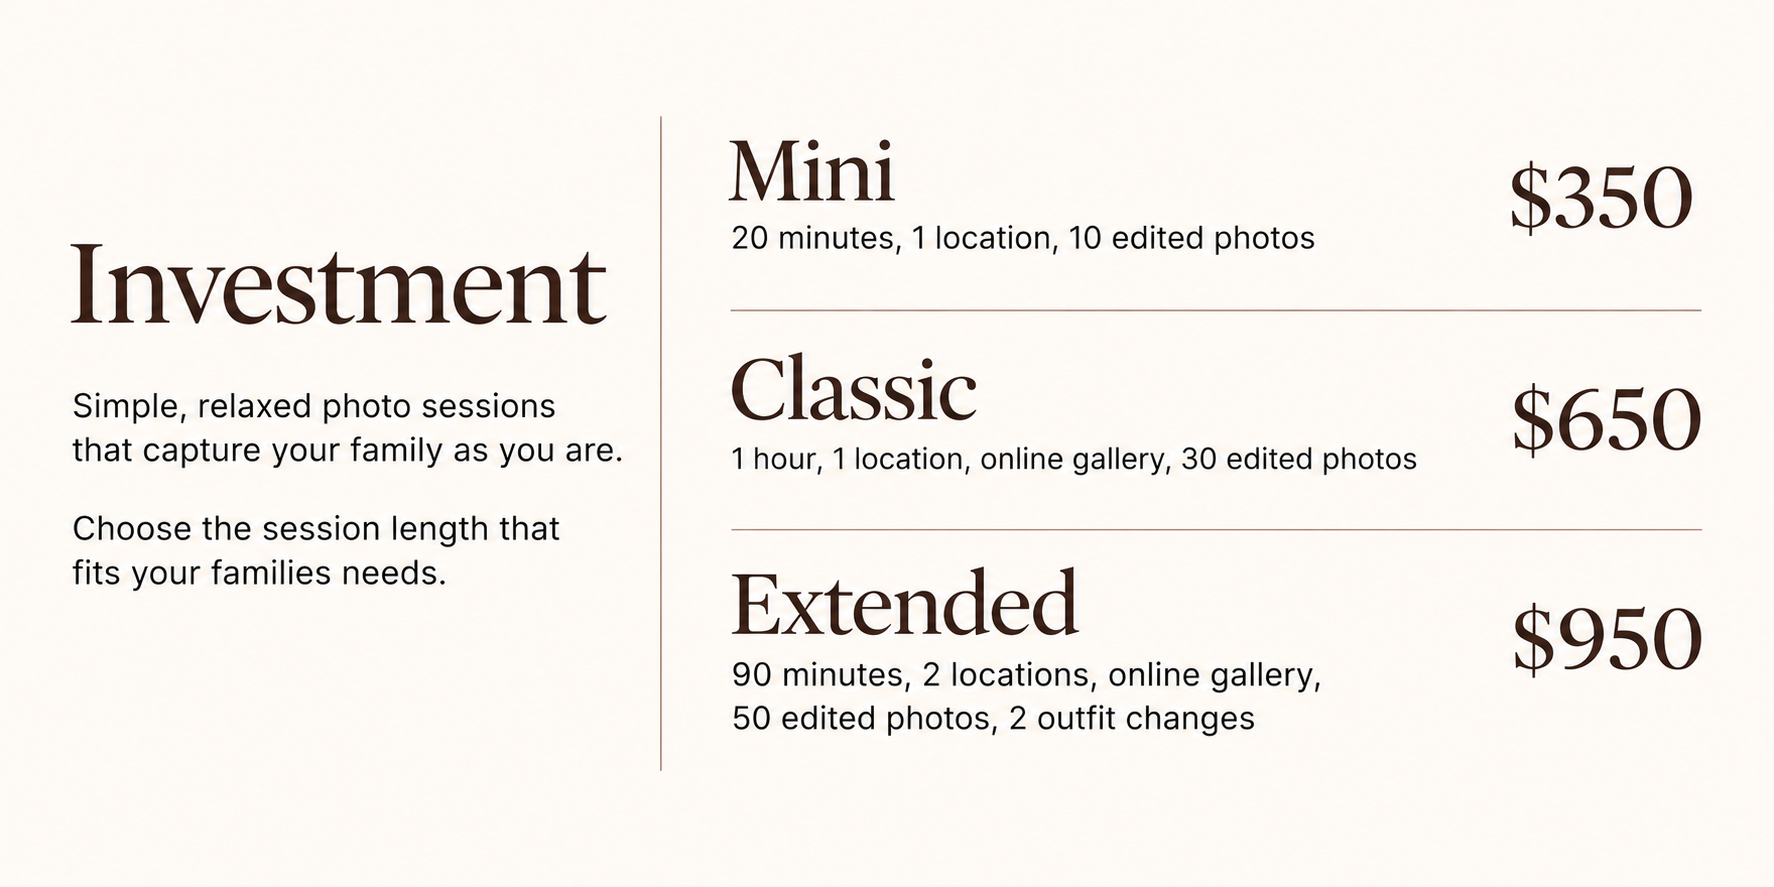 Investment
Simple, relaxed photo sessions
that capture your family as you are.
Choose the session length that
fits your families needs.
Mini
20 minutes, 1 location, 10 edited photos
$350
Classic
1 hour, 1 location, online gallery, 30 edited photos
$650
Extended
90 minutes, 2 locations, online gallery,
50 edited photos, 2 outfit changes
$950